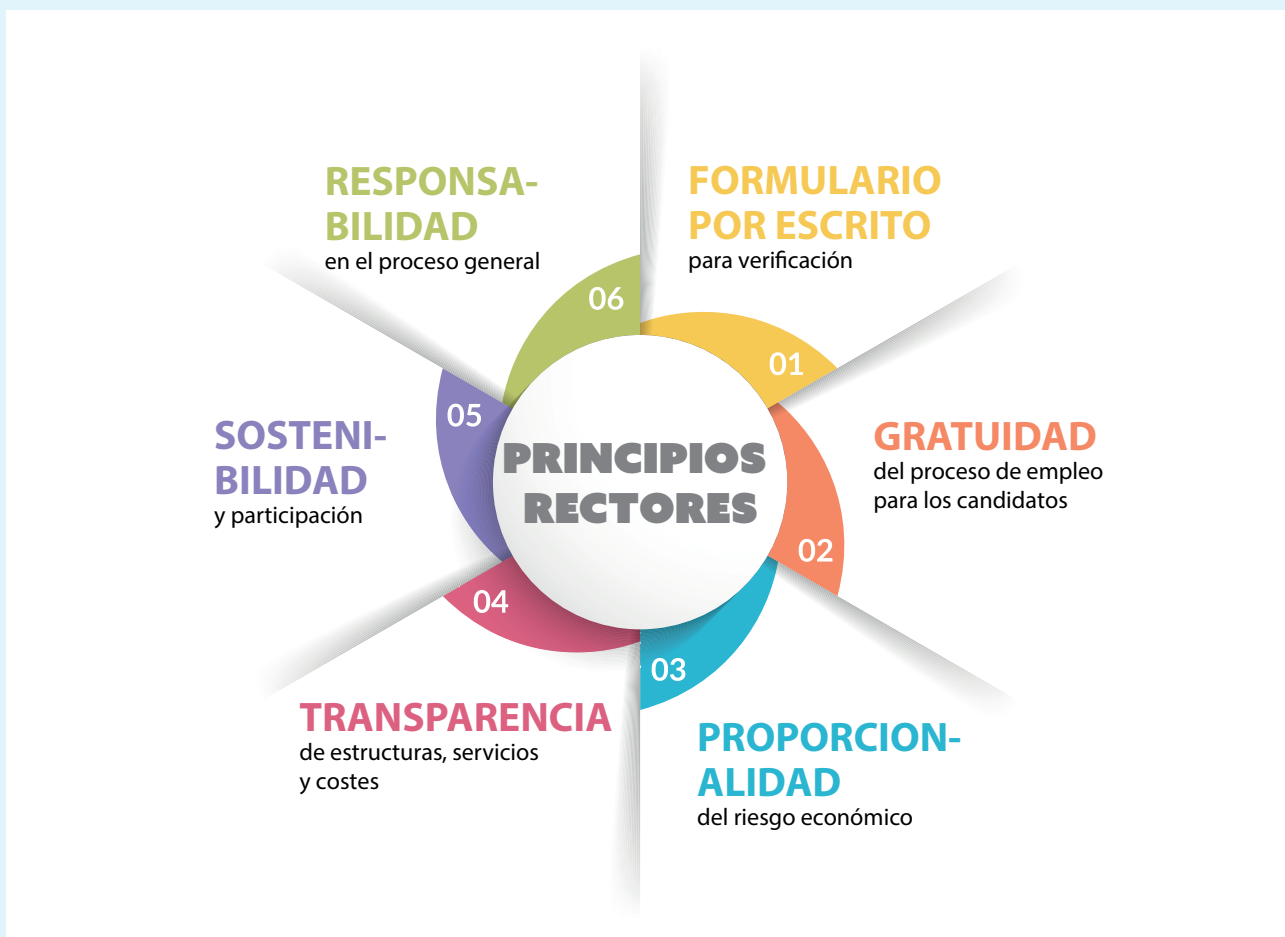 PRINCIPIOS
RECTORES
01
FORMULARIO
POR ESCRITO
para verificación
02
GRATUIDAD
del proceso de empleo
para los candidatos
03
PROPORCION-
ALIDAD
del riesgo económico
04
TRANSPARENCIA
de estructuras, servicios
y costes
05
SOSTENI-
BILIDAD
y participación
06
RESPONSA-
BILIDAD
en el proceso general